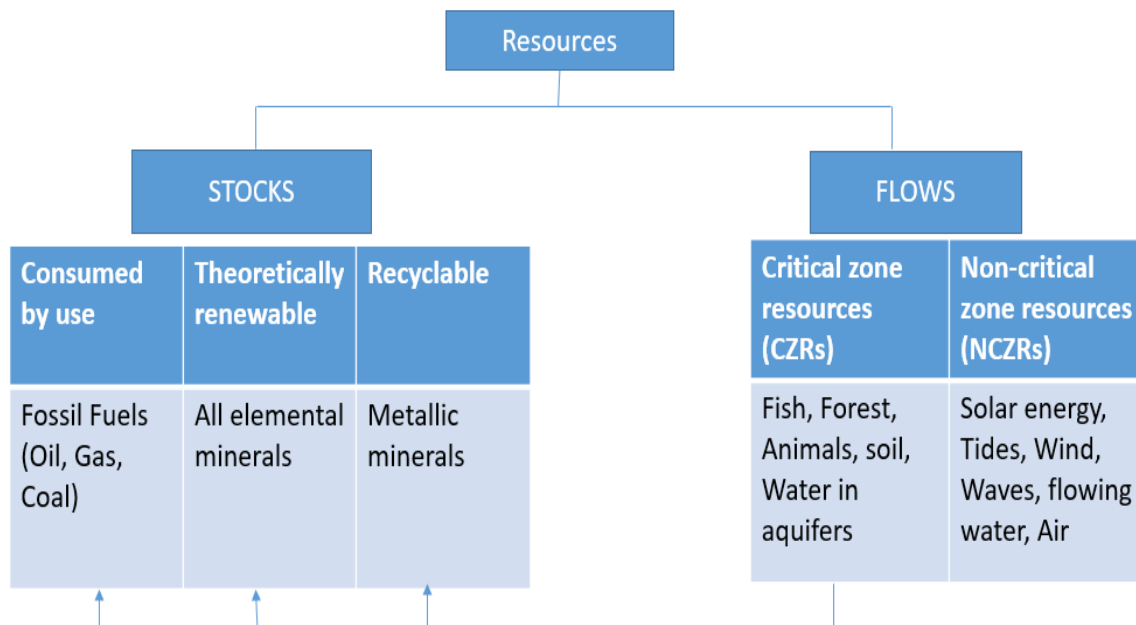 Resources
STOCKS
FLOWS
Consumed
by use
Theoretically
renewable
Recyclable
Fossil Fuels
(Oil, Gas,
Coal)
All elemental
minerals
Metallic
minerals
Critical zone
resources
(CZRs)
Non-critical
zone resources
(NCZRs)
Fish, Forest,
Animals, soil,
Water in
aquifers
Solar energy,
Tides, Wind,
Waves, flowing
water, Air